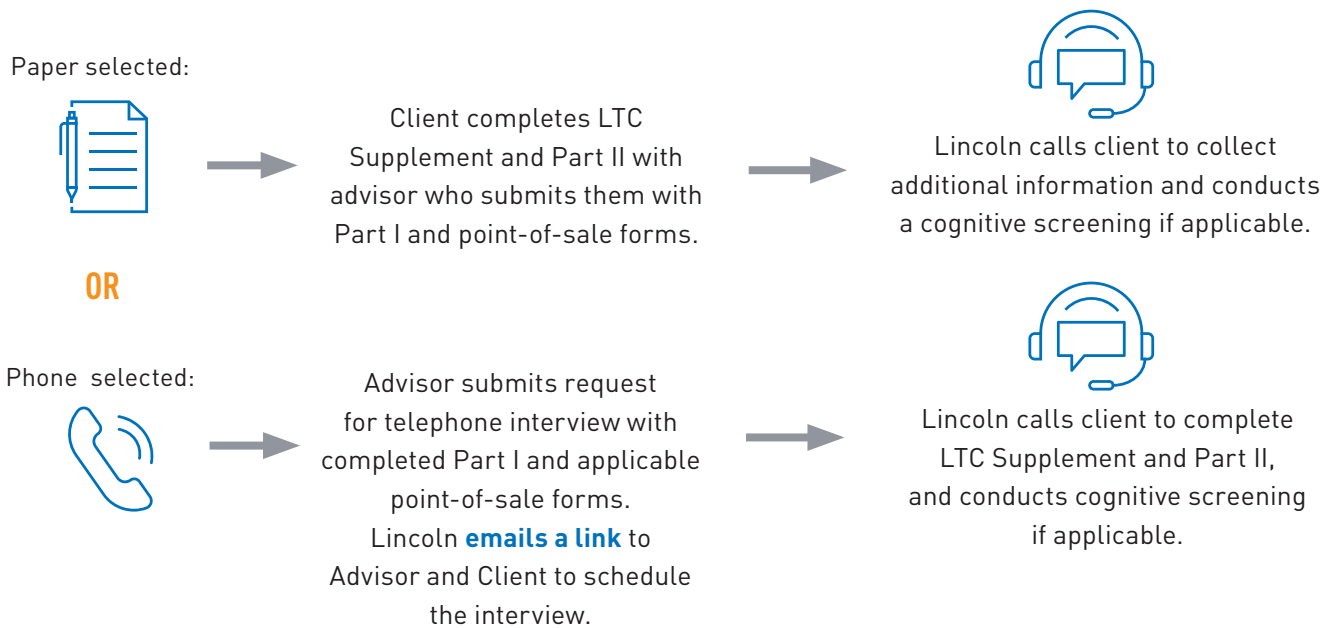 Paper selected:
Client completes LTC
Supplement and Part II with
advisor who submits them with
Part I and point-of-sale forms.
Lincoln calls client to collect
additional information and conducts
a cognitive screening if applicable.
OR
Phone selected:
Advisor submits request
for telephone interview with
completed Part I and applicable
point-of-sale forms.
Lincoln emails a link to
Advisor and Client to schedule
the interview.
Lincoln calls client to complete
LTC Supplement and Part II,
and conducts cognitive screening
if applicable.